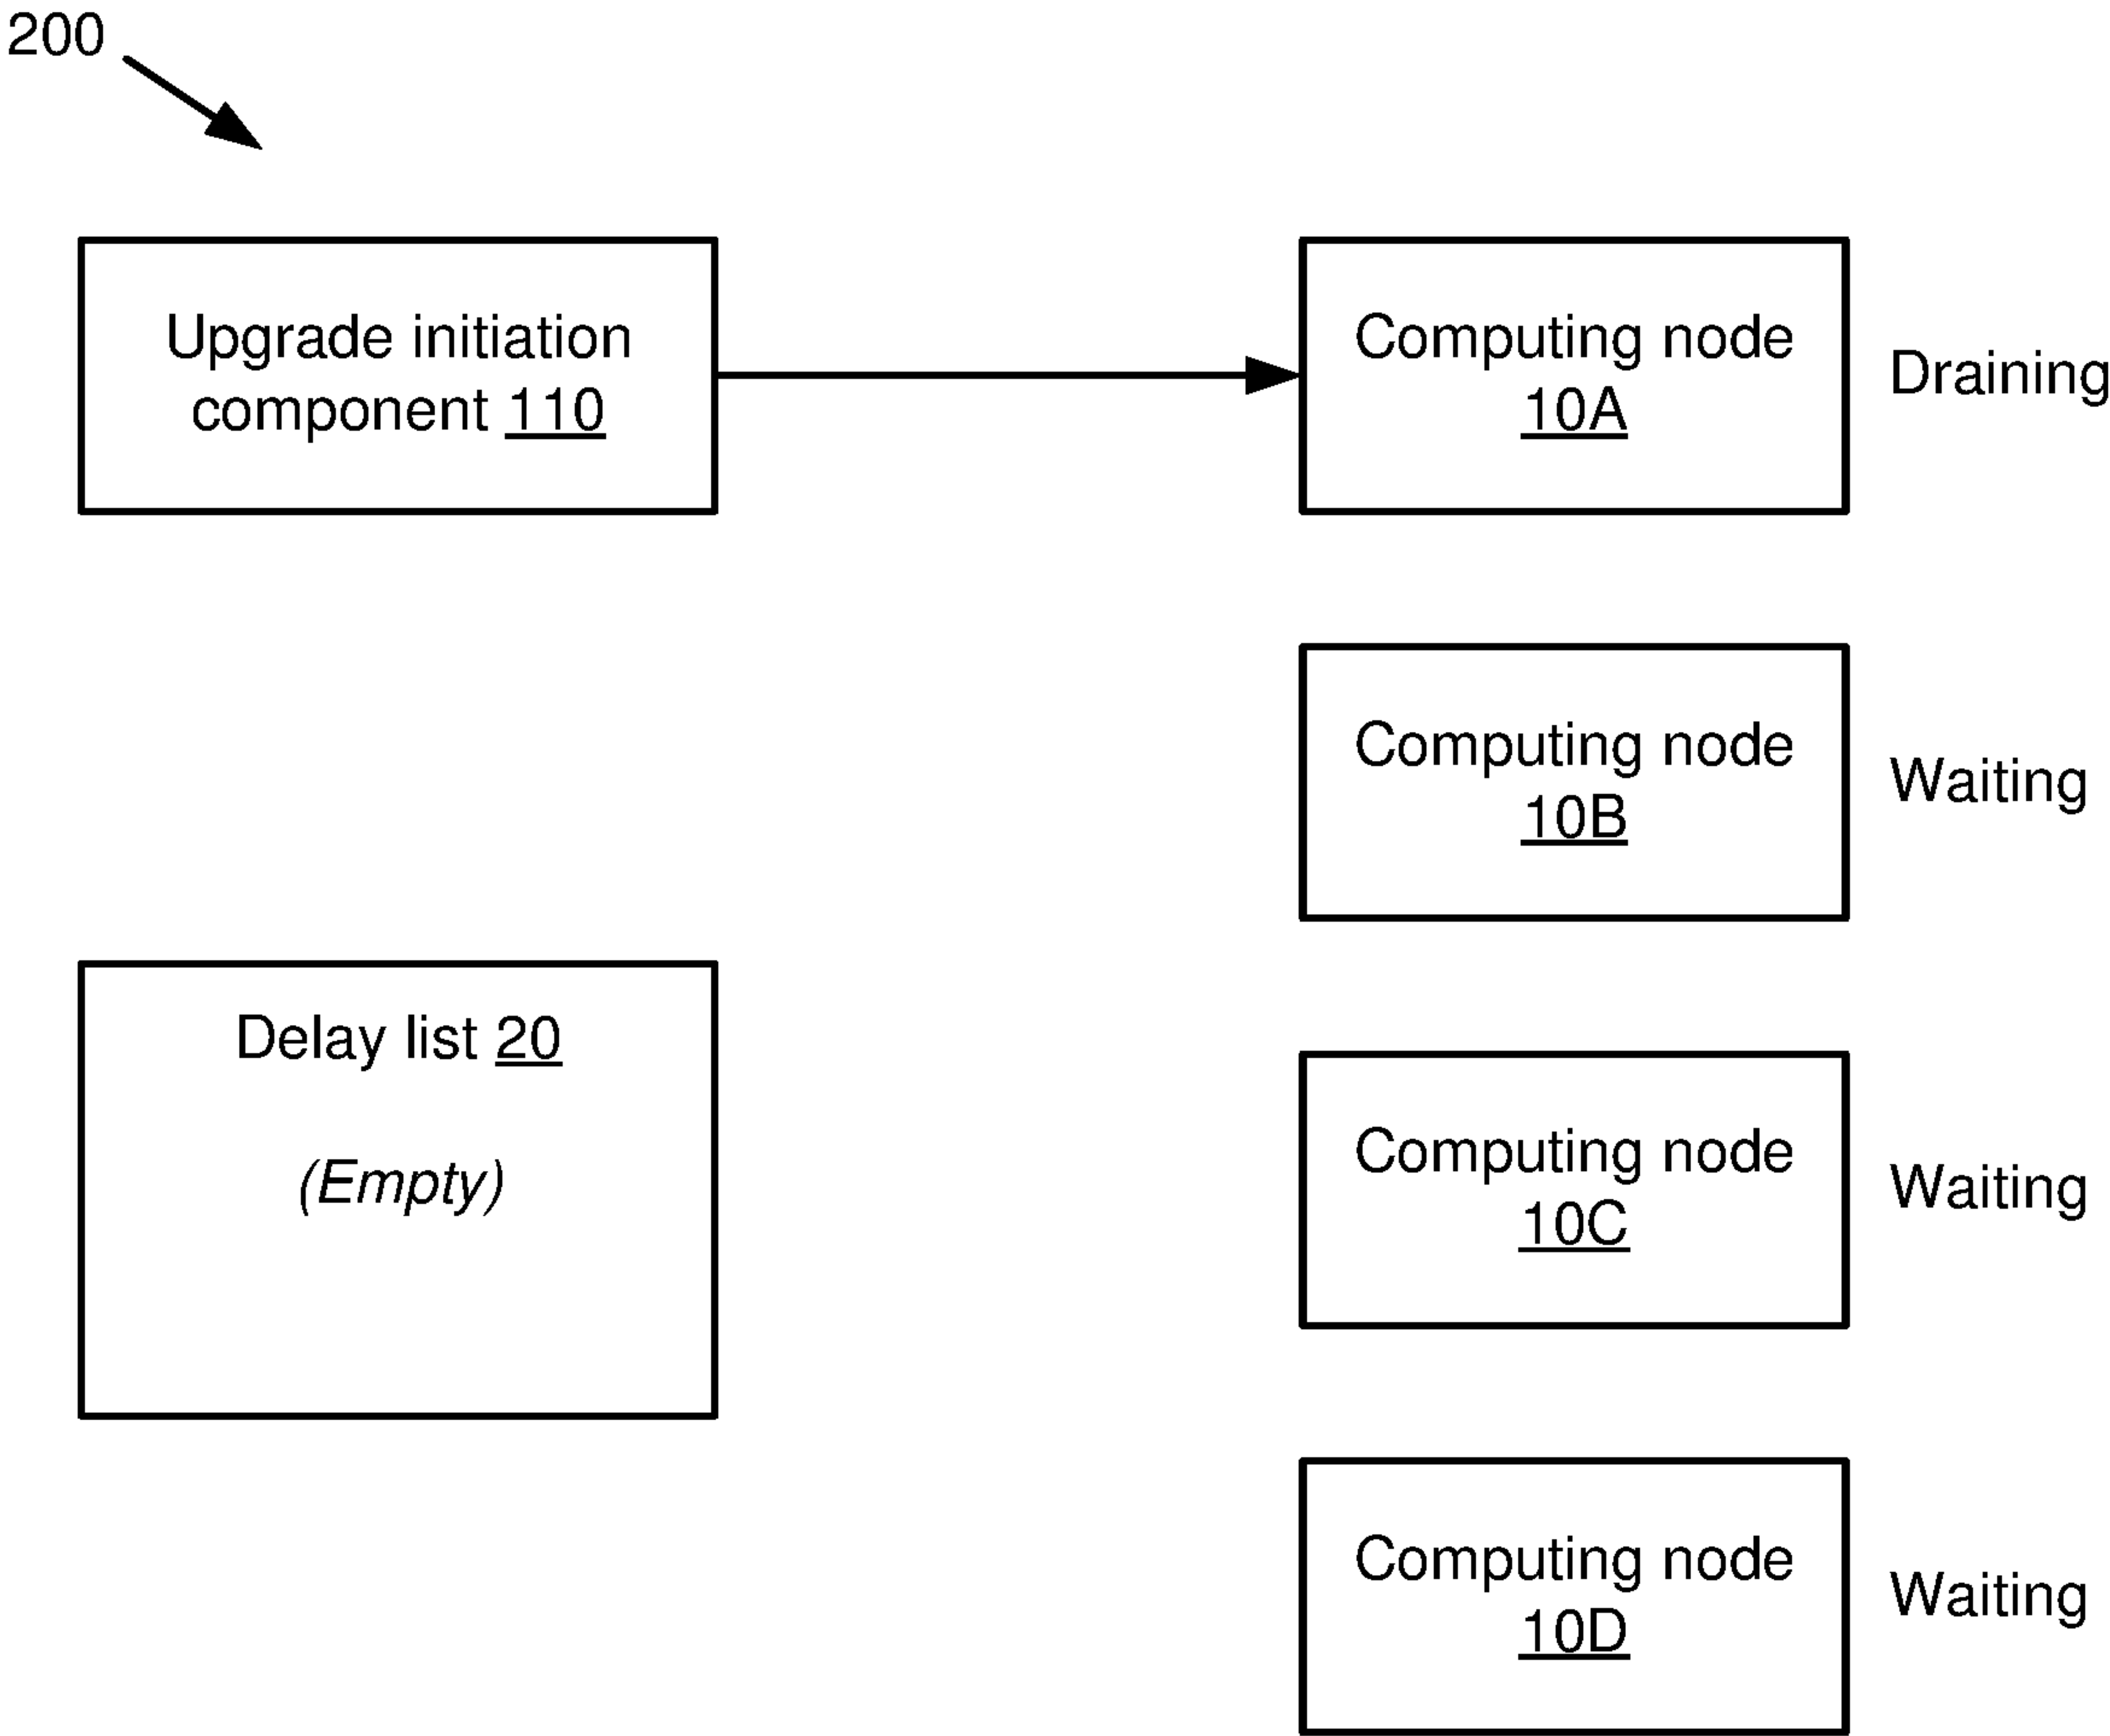 200
Upgrade initiation
component 110
Computing node
10A
Draining
Computing node
10B
Waiting
Delay list 20
(Empty)
Computing node
10C
Waiting
Computing node
10D
Waiting